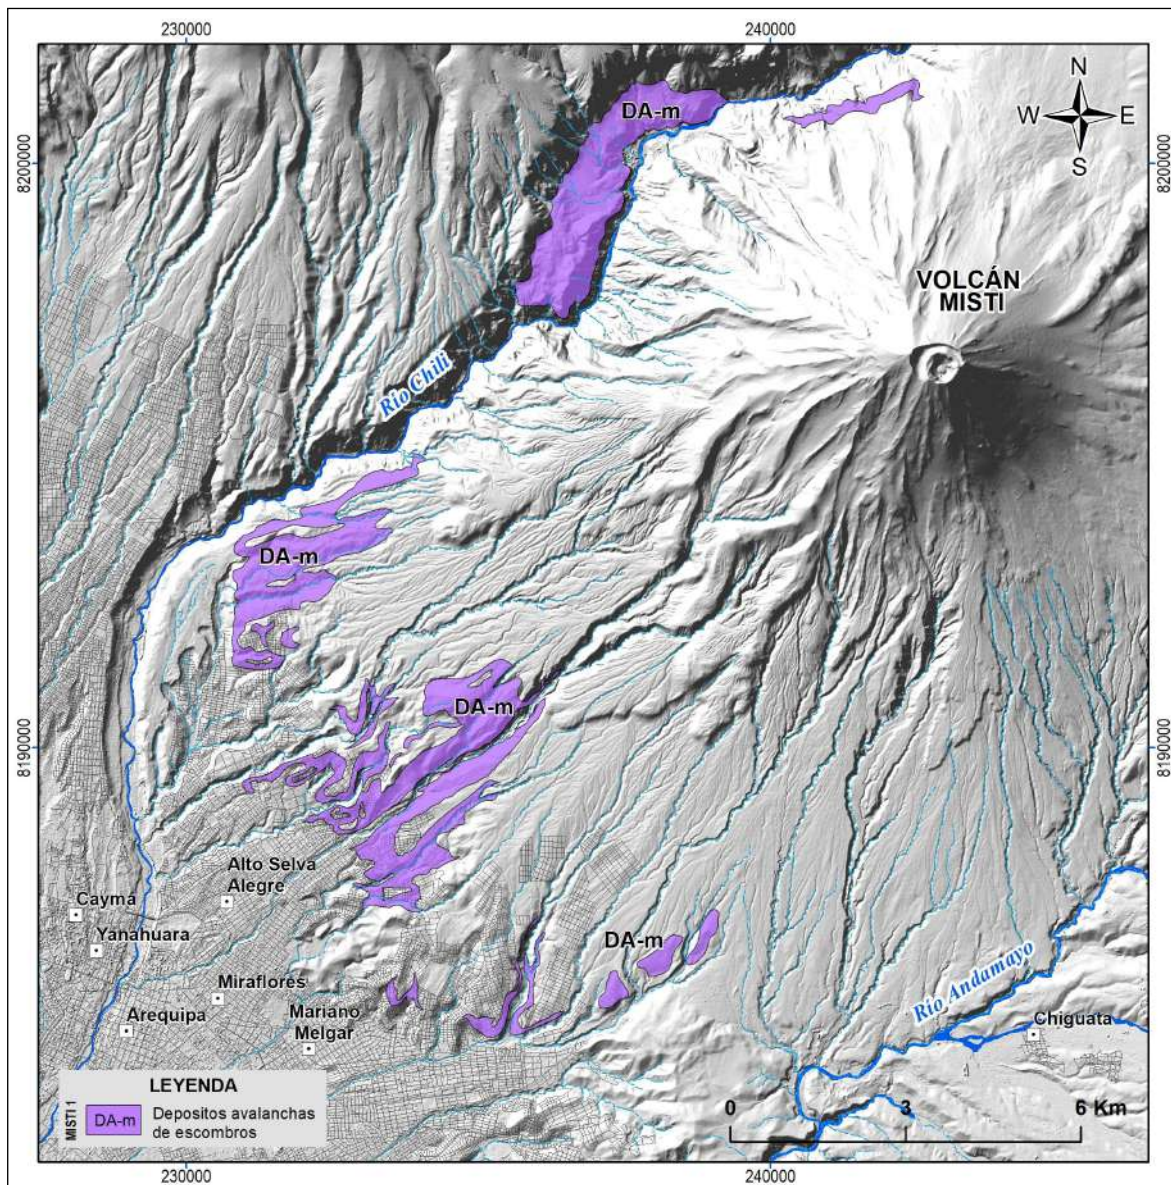 230000
240000
N
W
E
S
DA-m
8200000
8200000
VOLCÁN
MISTI
Río Chili
DA-m
DA-m
8190000
8190000
Alto Selva
Alegre
Cayma
Yanahuara
DA-m
Miraflores
Arequipa
Mariano
Melgar
Río Andamayo
Chiguata
LEYENDA
MISTI 1
DA-m
Depositos avalanchas
de escombros
0
3
6 Km
230000
240000